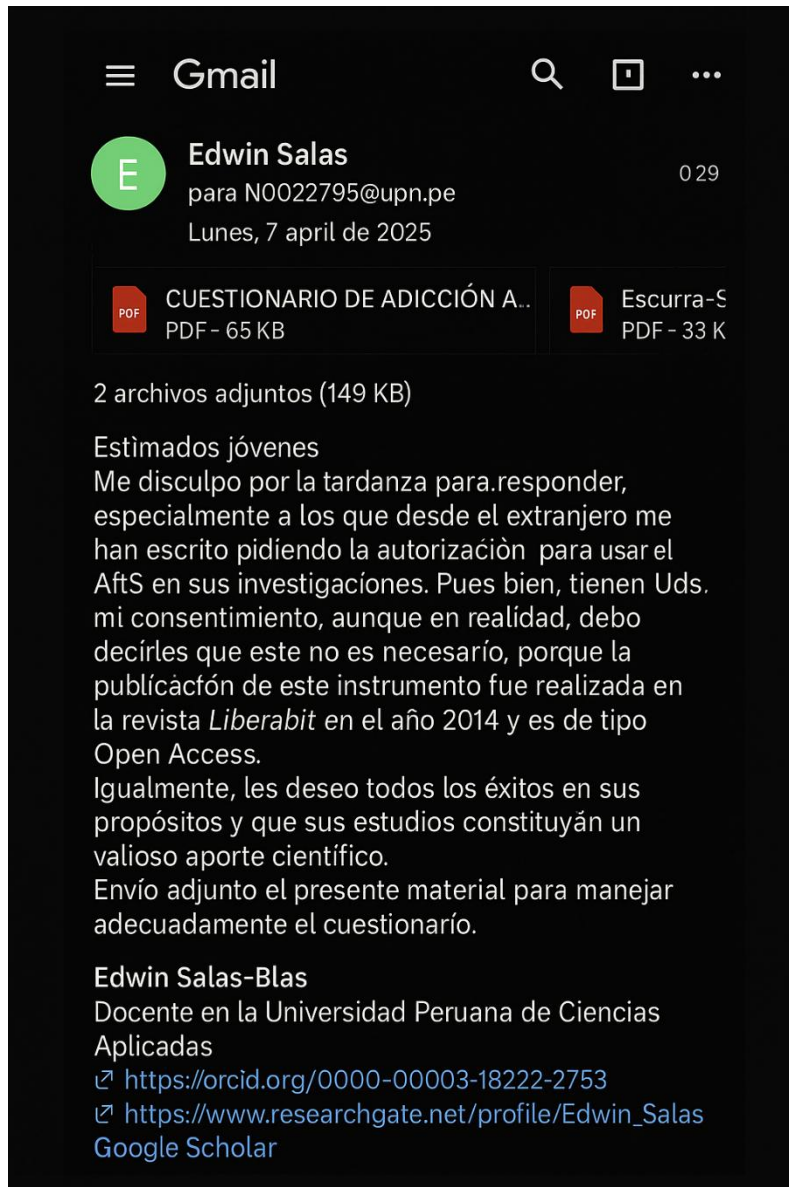 Gmail
E
Edwin Salas
0 29
para N0022795@upn.pe
Lunes, 7 april de 2025
POF
CUESTIONARIO DE ADICCIÓN A...
PDF - 65 KB
POF
Escurra-S
PDF - 33 K
2 archivos adjuntos (149 KB)
Estìmados jóvenes
Me disculpo por la tardanza para.responder,
especialmente a los que desde el extranjero me
han escrito pidíendo la autorizaċiòn para usar el
AftS en sus investigacíones. Pues bien, tienen Uds.
mi consentimiento, aunque en realídad, debo
decírles que este no es necesarío, porque la
publícácfón de este instrumento fue realizada en
la revista Liberabit en el año 2014 y es de tipo
Open Access.
Igualmente, les deseo todos los éxitos en sus
propósitos y que sus estudios constituyǎn un
valioso aporte científico.
Envío adjunto el presente material para manejar
adecuadamente el cuestionarío.
Edwin Salas-Blas
Docente en la Universidad Peruana de Ciencias
Aplicadas
https://orcid.org/0000-00003-18222-2753
https://www.researchgate.net/profile/Edwin_Salas
Google Scholar